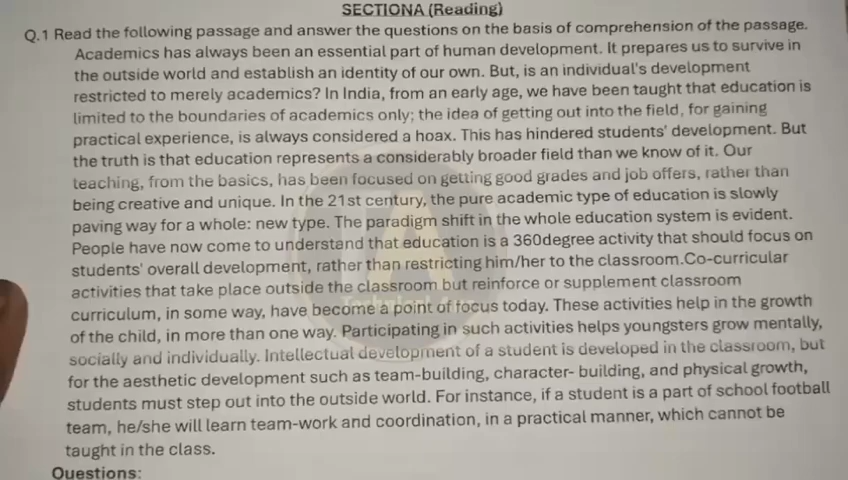 SECTIONA (Reading)
Q.1 Read the following passage and answer the questions on the basis of comprehension of the passage.
Academics has always been an essential part of human development. It prepares us to survive in
the outside world and establish an identity of our own. But, is an individual's development
restricted to merely academics? In India, from an early age, we have been taught that education is
limited to the boundaries of academics only; the idea of getting out into the field, for gaining
practical experience, is always considered a hoax. This has hindered students' development. But
the truth is that education represents a considerably broader field than we know of it. Our
teaching, from the basics, has been focused on getting good grades and job offers, rather than
being creative and unique. In the 21st century, the pure academic type of education is slowly
paving way for a whole: new type. The paradigm shift in the whole education system is evident.
People have now come to understand that education is a 360degree activity that should focus on
students' overall development, rather than restricting him/her to the classroom.Co-curricular
activities that take place outside the classroom but reinforce or supplement classroom
curriculum, in some way, have become a point of focus today. These activities help in the growth
of the child, in more than one way. Participating in such activities helps youngsters grow mentally,
socially and individually. Intellectual development of a student is developed in the classroom, but
for the aesthetic development such as team-building, character- building, and physical growth,
students must step out into the outside world. For instance, if a student is a part of school football
team, he/she will learn team-work and coordination, in a practical manner, which cannot be
taught in the class.
Questions: